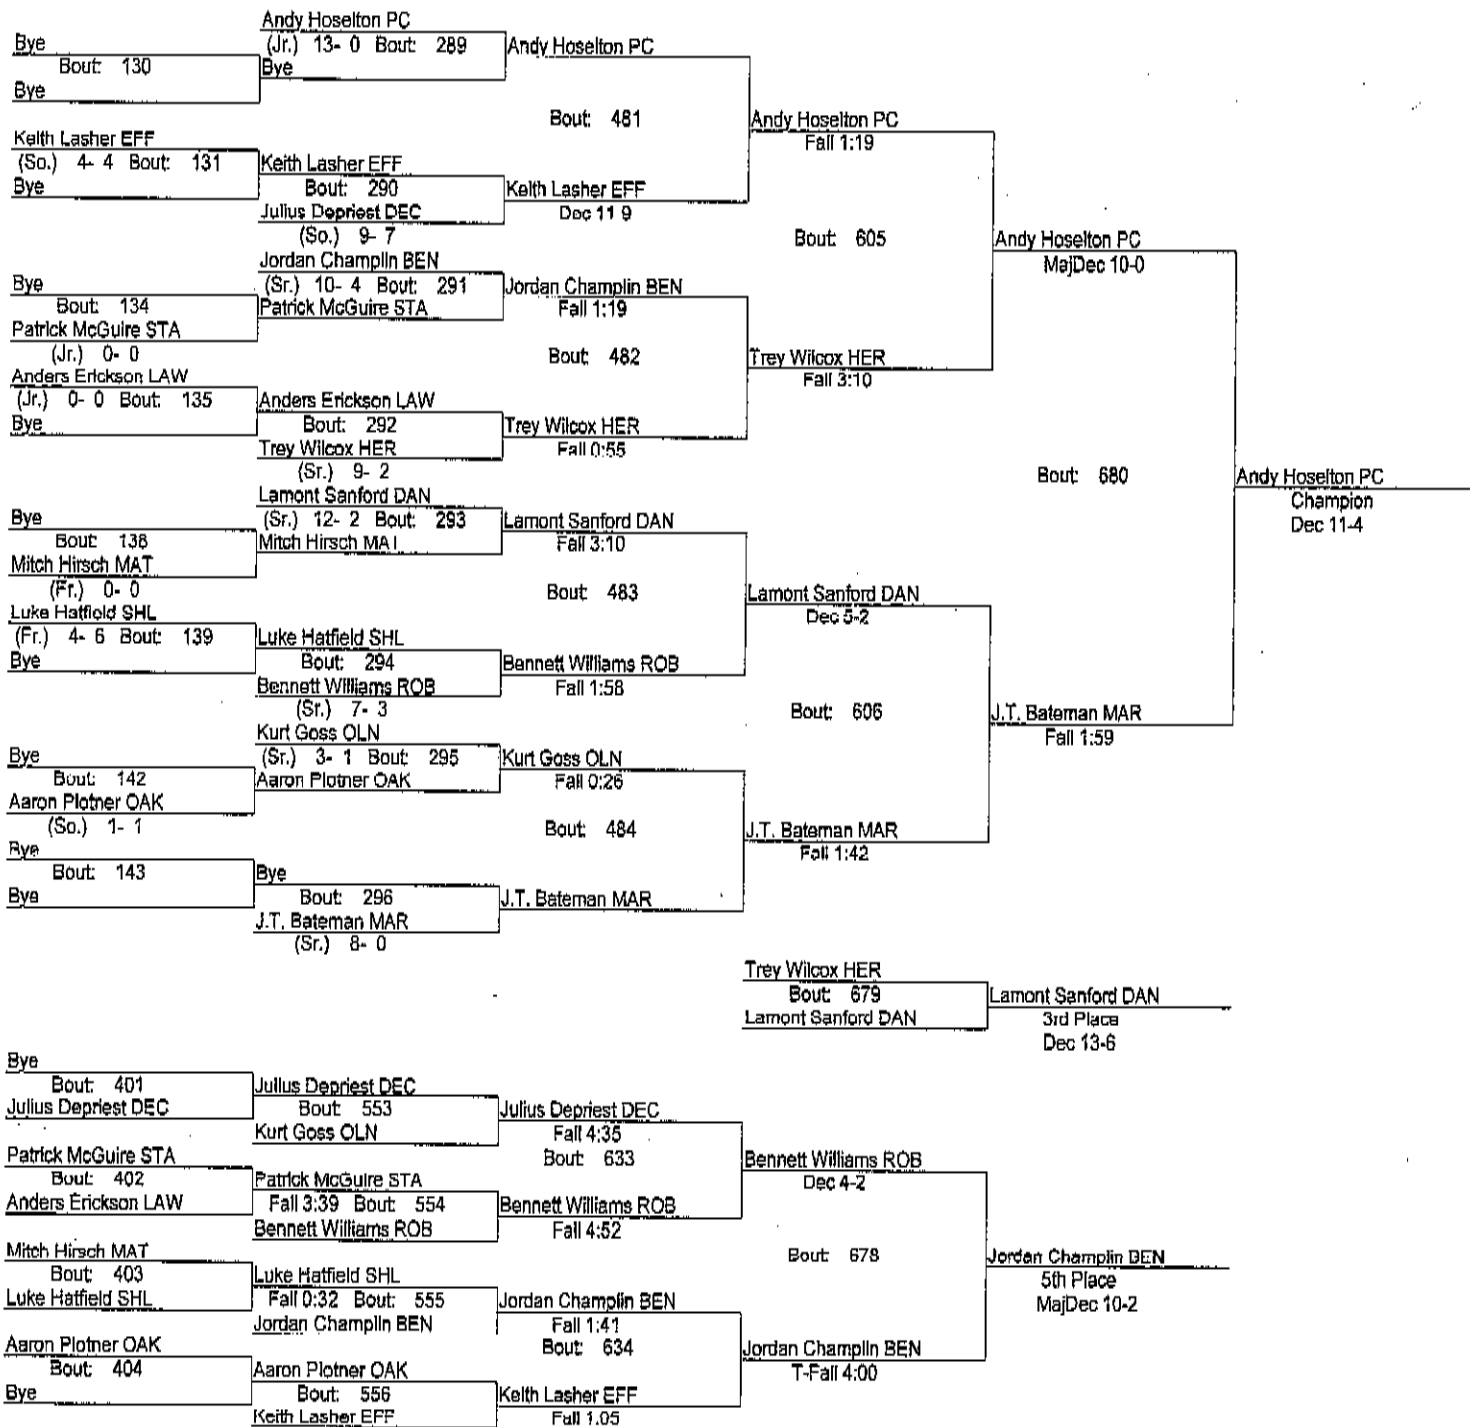 Andy Hoselton PC
Bye
(Jr.) 13- 0 Bout: 289
Andy Hoselton PC
Bout: 130
Bye
Bye
Bout: 481
Andy Hoselton PC
Fall 1:19
Keith Lasher EFF
(So.) 4- 4 Bout: 131
Keith Lasher EFF
Bye
Bout: 290
Keith Lasher EFF
Julius Depriest DEC
Dec 11 9
(So.) 9- 7
Bout: 605
Andy Hoselton PC
MajDec 10-0
Jordan Champlin BEN
Bye
(Sr.) 10- 4 Bout: 291
Jordan Champlin BEN
Bout: 134
Patrick McGuire STA
Fall 1:19
Patrick McGuire STA
(Jr.) 0- 0
Bout: 482
Trey Wilcox HER
Fall 3:10
Anders Erickson LAW
(Jr.) 0- 0 Bout: 135
Anders Erickson LAW
Bye
Bout: 292
Trey Wilcox HER
Trey Wilcox HER
Fall 0:55
(Sr.) 9- 2
Bout: 680
Andy Hoselton PC
Champion
Dec 11-4
Lamont Sanford DAN
Bye
(Sr.) 12- 2 Bout: 293
Lamont Sanford DAN
Bout: 138
Mitch Hirsch MAT
Fall 3:10
Mitch Hirsch MAT
(Fr.) 0- 0
Bout: 483
Lamont Sanford DAN
Dec 5-2
Luke Hatfield SHL
(Fr.) 4- 6 Bout: 139
Luke Hatfield SHL
Bye
Bout: 294
Bennett Williams ROB
Bennett Williams ROB
Fall 1:58
(Sr.) 7- 3
Bout: 606
J.T. Bateman MAR
Fall 1:59
Kurt Goss OLN
Bye
(Sr.) 3- 1 Bout: 295
Kurt Goss OLN
Bout: 142
Aaron Plotner OAK
Fall 0:26
Aaron Plotner OAK
(So.) 1- 1
Bout: 484
J.T. Bateman MAR
Fall 1:42
Bye
Bout: 143
Bye
Bye
Bout: 296
J.T. Bateman MAR
J.T. Bateman MAR
(Sr.) 8- 0
Trey Wilcox HER
Bout: 679
Lamont Sanford DAN
Lamont Sanford DAN
3rd Place
Dec 13-6
Bye
Bout: 401
Julius Depriest DEC
Julius Depriest DEC
Bout: 553
Julius Depriest DEC
Kurt Goss OLN
Fall 4:35
Bout: 633
Bennett Williams ROB
Dec 4-2
Patrick McGuire STA
Bout: 402
Patrick McGuire STA
Anders Erickson LAW
Fall 3:39 Bout: 554
Bennett Williams ROB
Bennett Williams ROB
Fall 4:52
Bout: 678
Jordan Champlin BEN
5th Place
MajDec 10-2
Mitch Hirsch MAT
Bout: 403
Luke Hatfield SHL
Luke Hatfield SHL
Fall 0:32 Bout: 555
Jordan Champlin BEN
Jordan Champlin BEN
Fall 1:41
Bout: 634
Jordan Champlin BEN
T-Fall 4:00
Aaron Plotner OAK
Bout: 404
Aaron Plotner OAK
Bye
Bout: 556
Keith Lasher EFF
Keith Lasher EFF
Fall 1.05